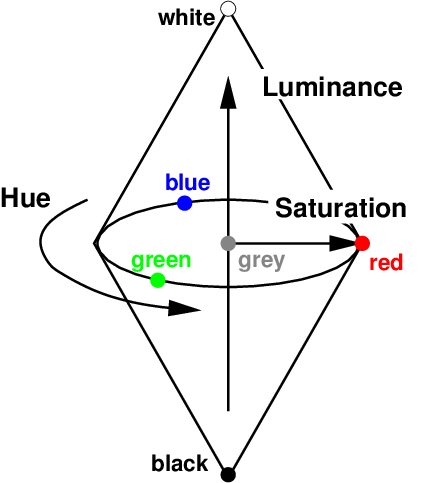 white
Luminance
blue
Hue
Saturation
green
grey
red
black